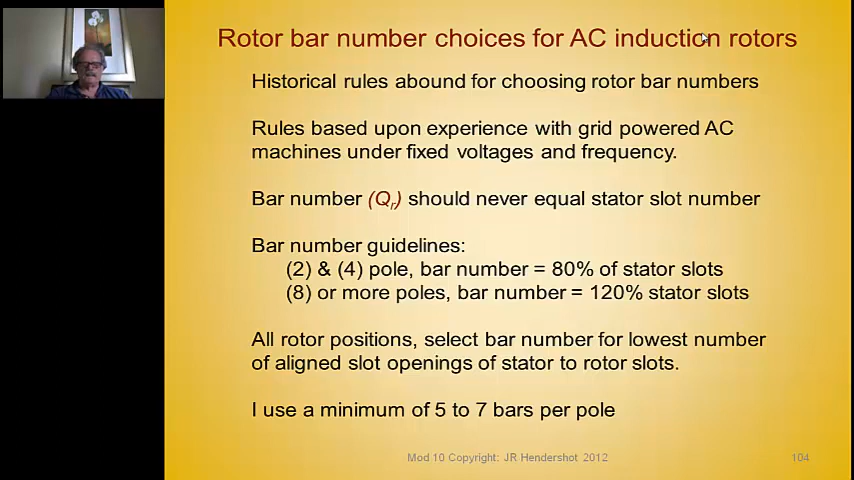 Rotor bar number choices for AC induction rotors
Historical rules abound for choosing rotor bar numbers
Rules based upon experience with grid powered AC
machines under fixed voltages and frequency.
Bar number (Qr) should never equal stator slot number
Bar number guidelines:
(2) & (4) pole, bar number = 80% of stator slots
(8) or more poles, bar number = 120% stator slots
All rotor positions, select bar number for lowest number
of aligned slot openings of stator to rotor slots.
I use a minimum of 5 to 7 bars per pole
Mod 10 Copyright: JR Hendershot 2012
104